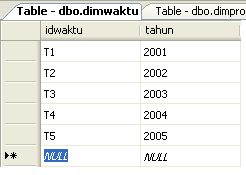 Table - dbo.dimwaktu Table - dbo.dimpro
idwaktu tahun
T1 2001
T2 2002
T3 2003
T4 2004
T5 2005
NULL NULL